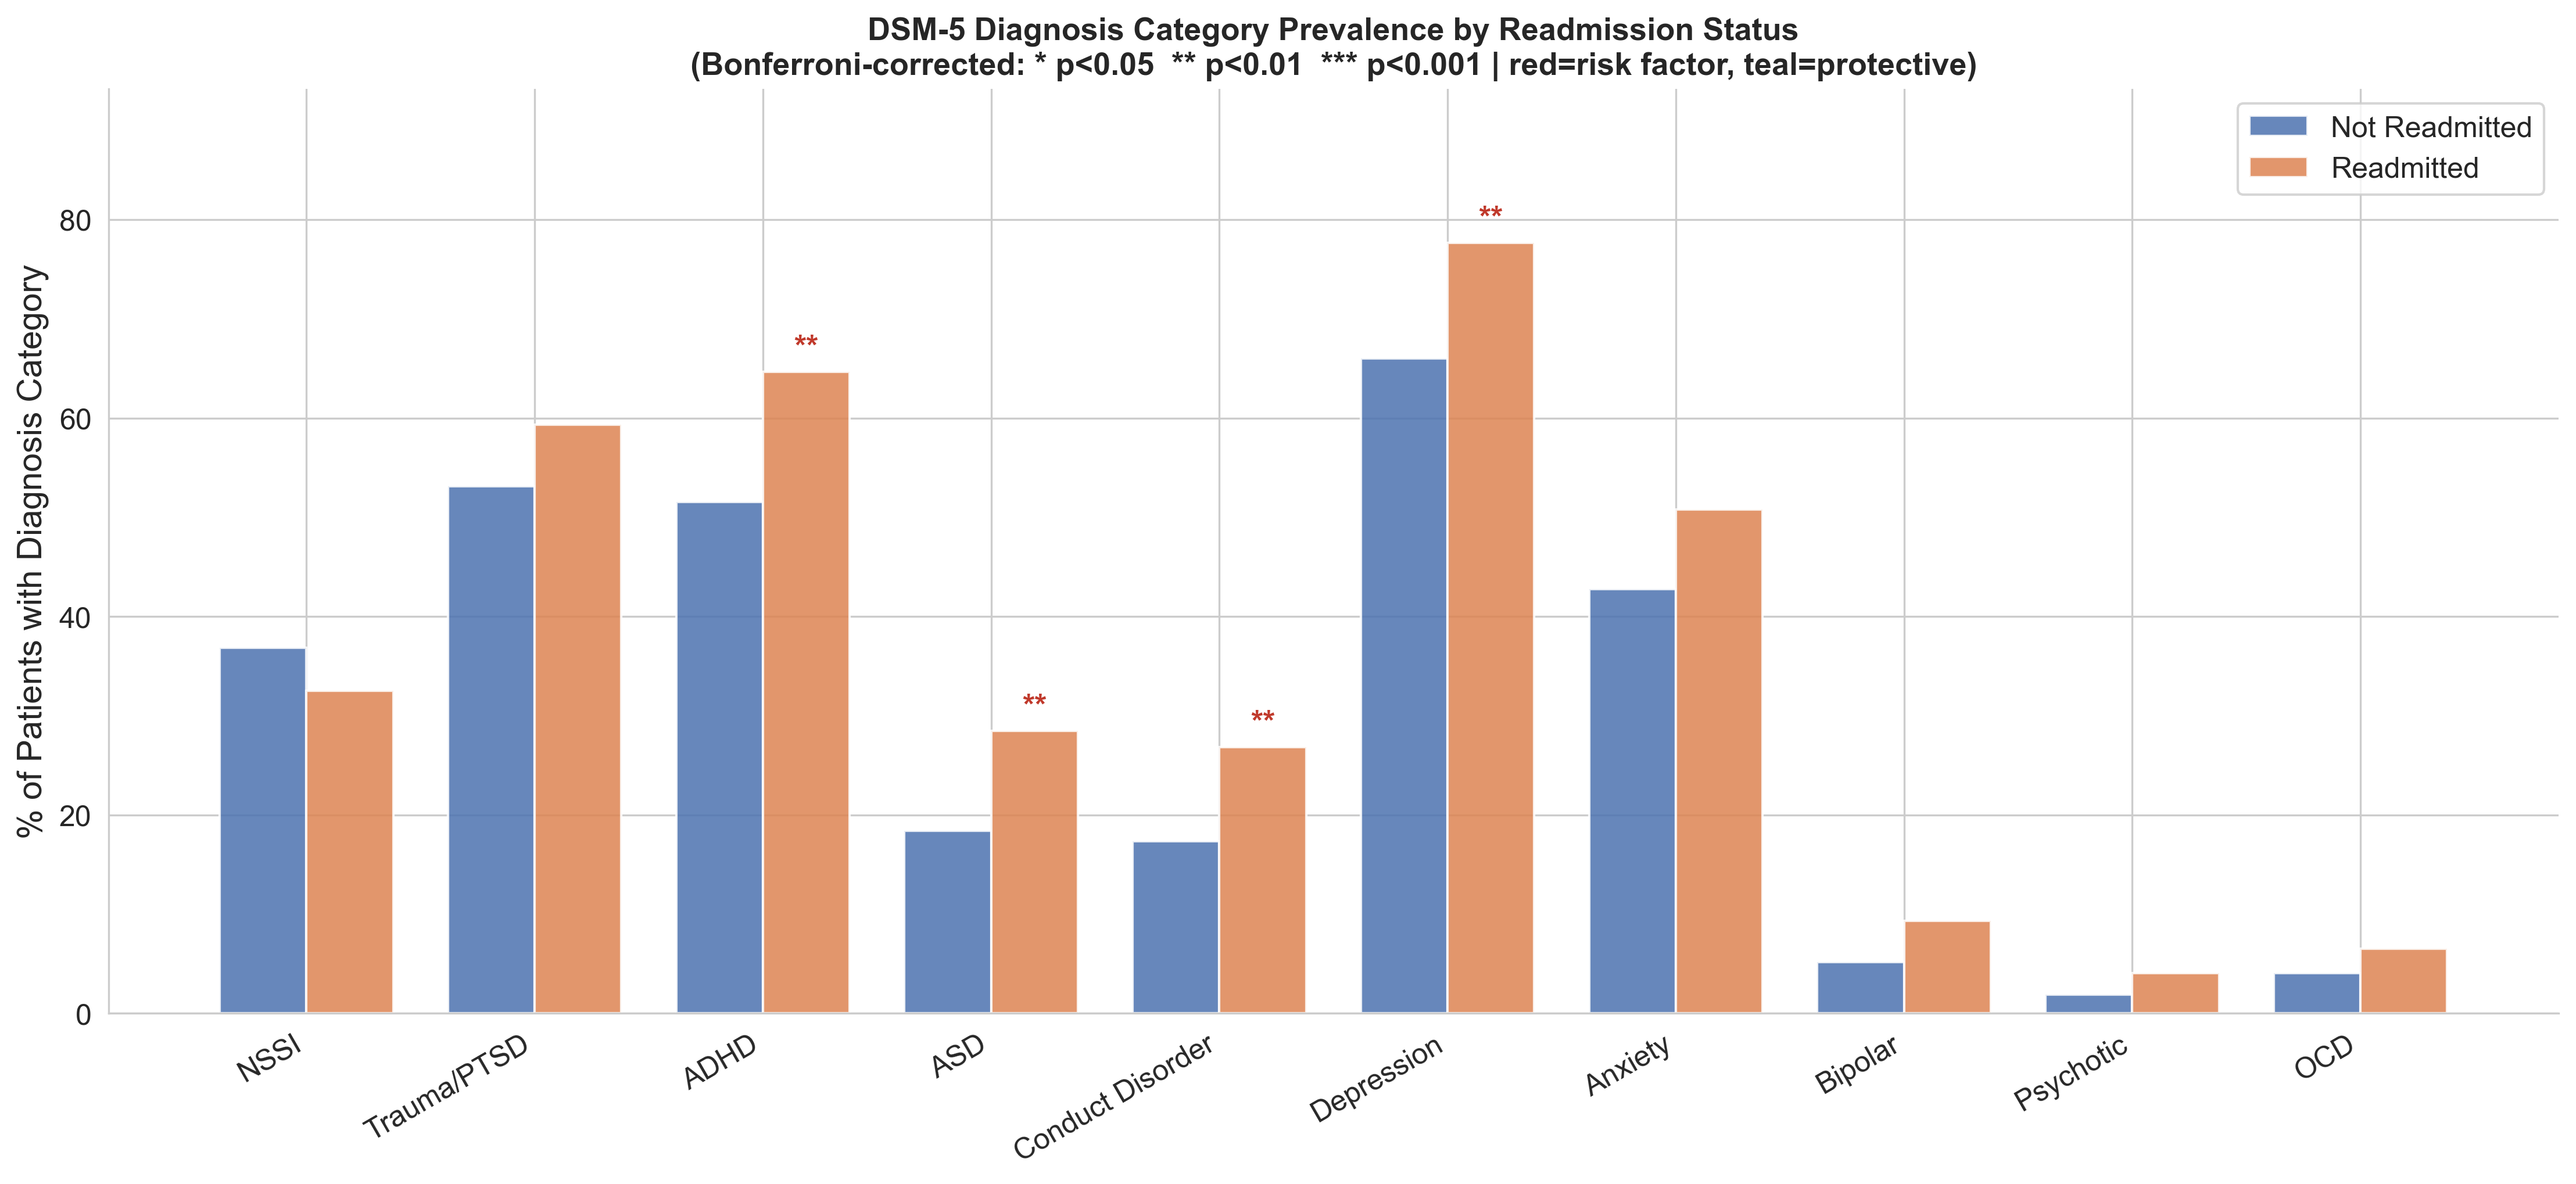 DSM-5 Diagnosis Category Prevalence by Readmission Status
(Bonferroni-corrected: * p<0.05  ** p<0.01  *** p<0.001 | red=risk factor, teal=protective)
Not Readmitted
Readmitted
% of Patients with Diagnosis Category
80
60
40
20
0
**
**
**
**
NSSI
Trauma/PTSD
ADHD
ASD
Conduct Disorder
Depression
Anxiety
Bipolar
Psychotic
OCD